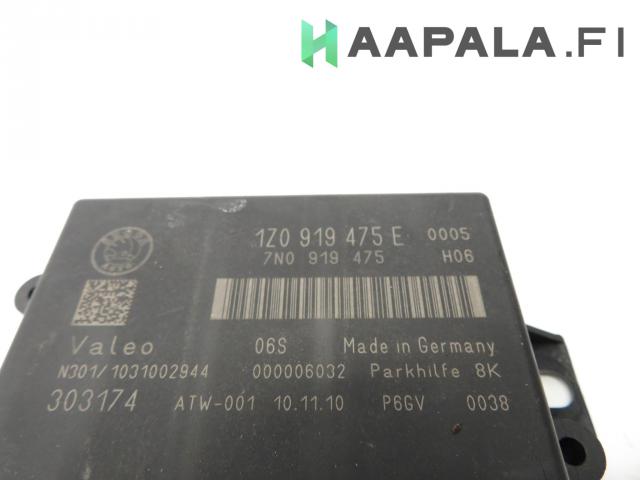 HAAPALA.FI
1Z0 919 475 E 0005
7N0 919 475 H06
Valeo 06S Made in Germany
N301/1031002944 000006032 Parkhilfe 8K
303174 ATW-001 10.11.10 P6GV 0038